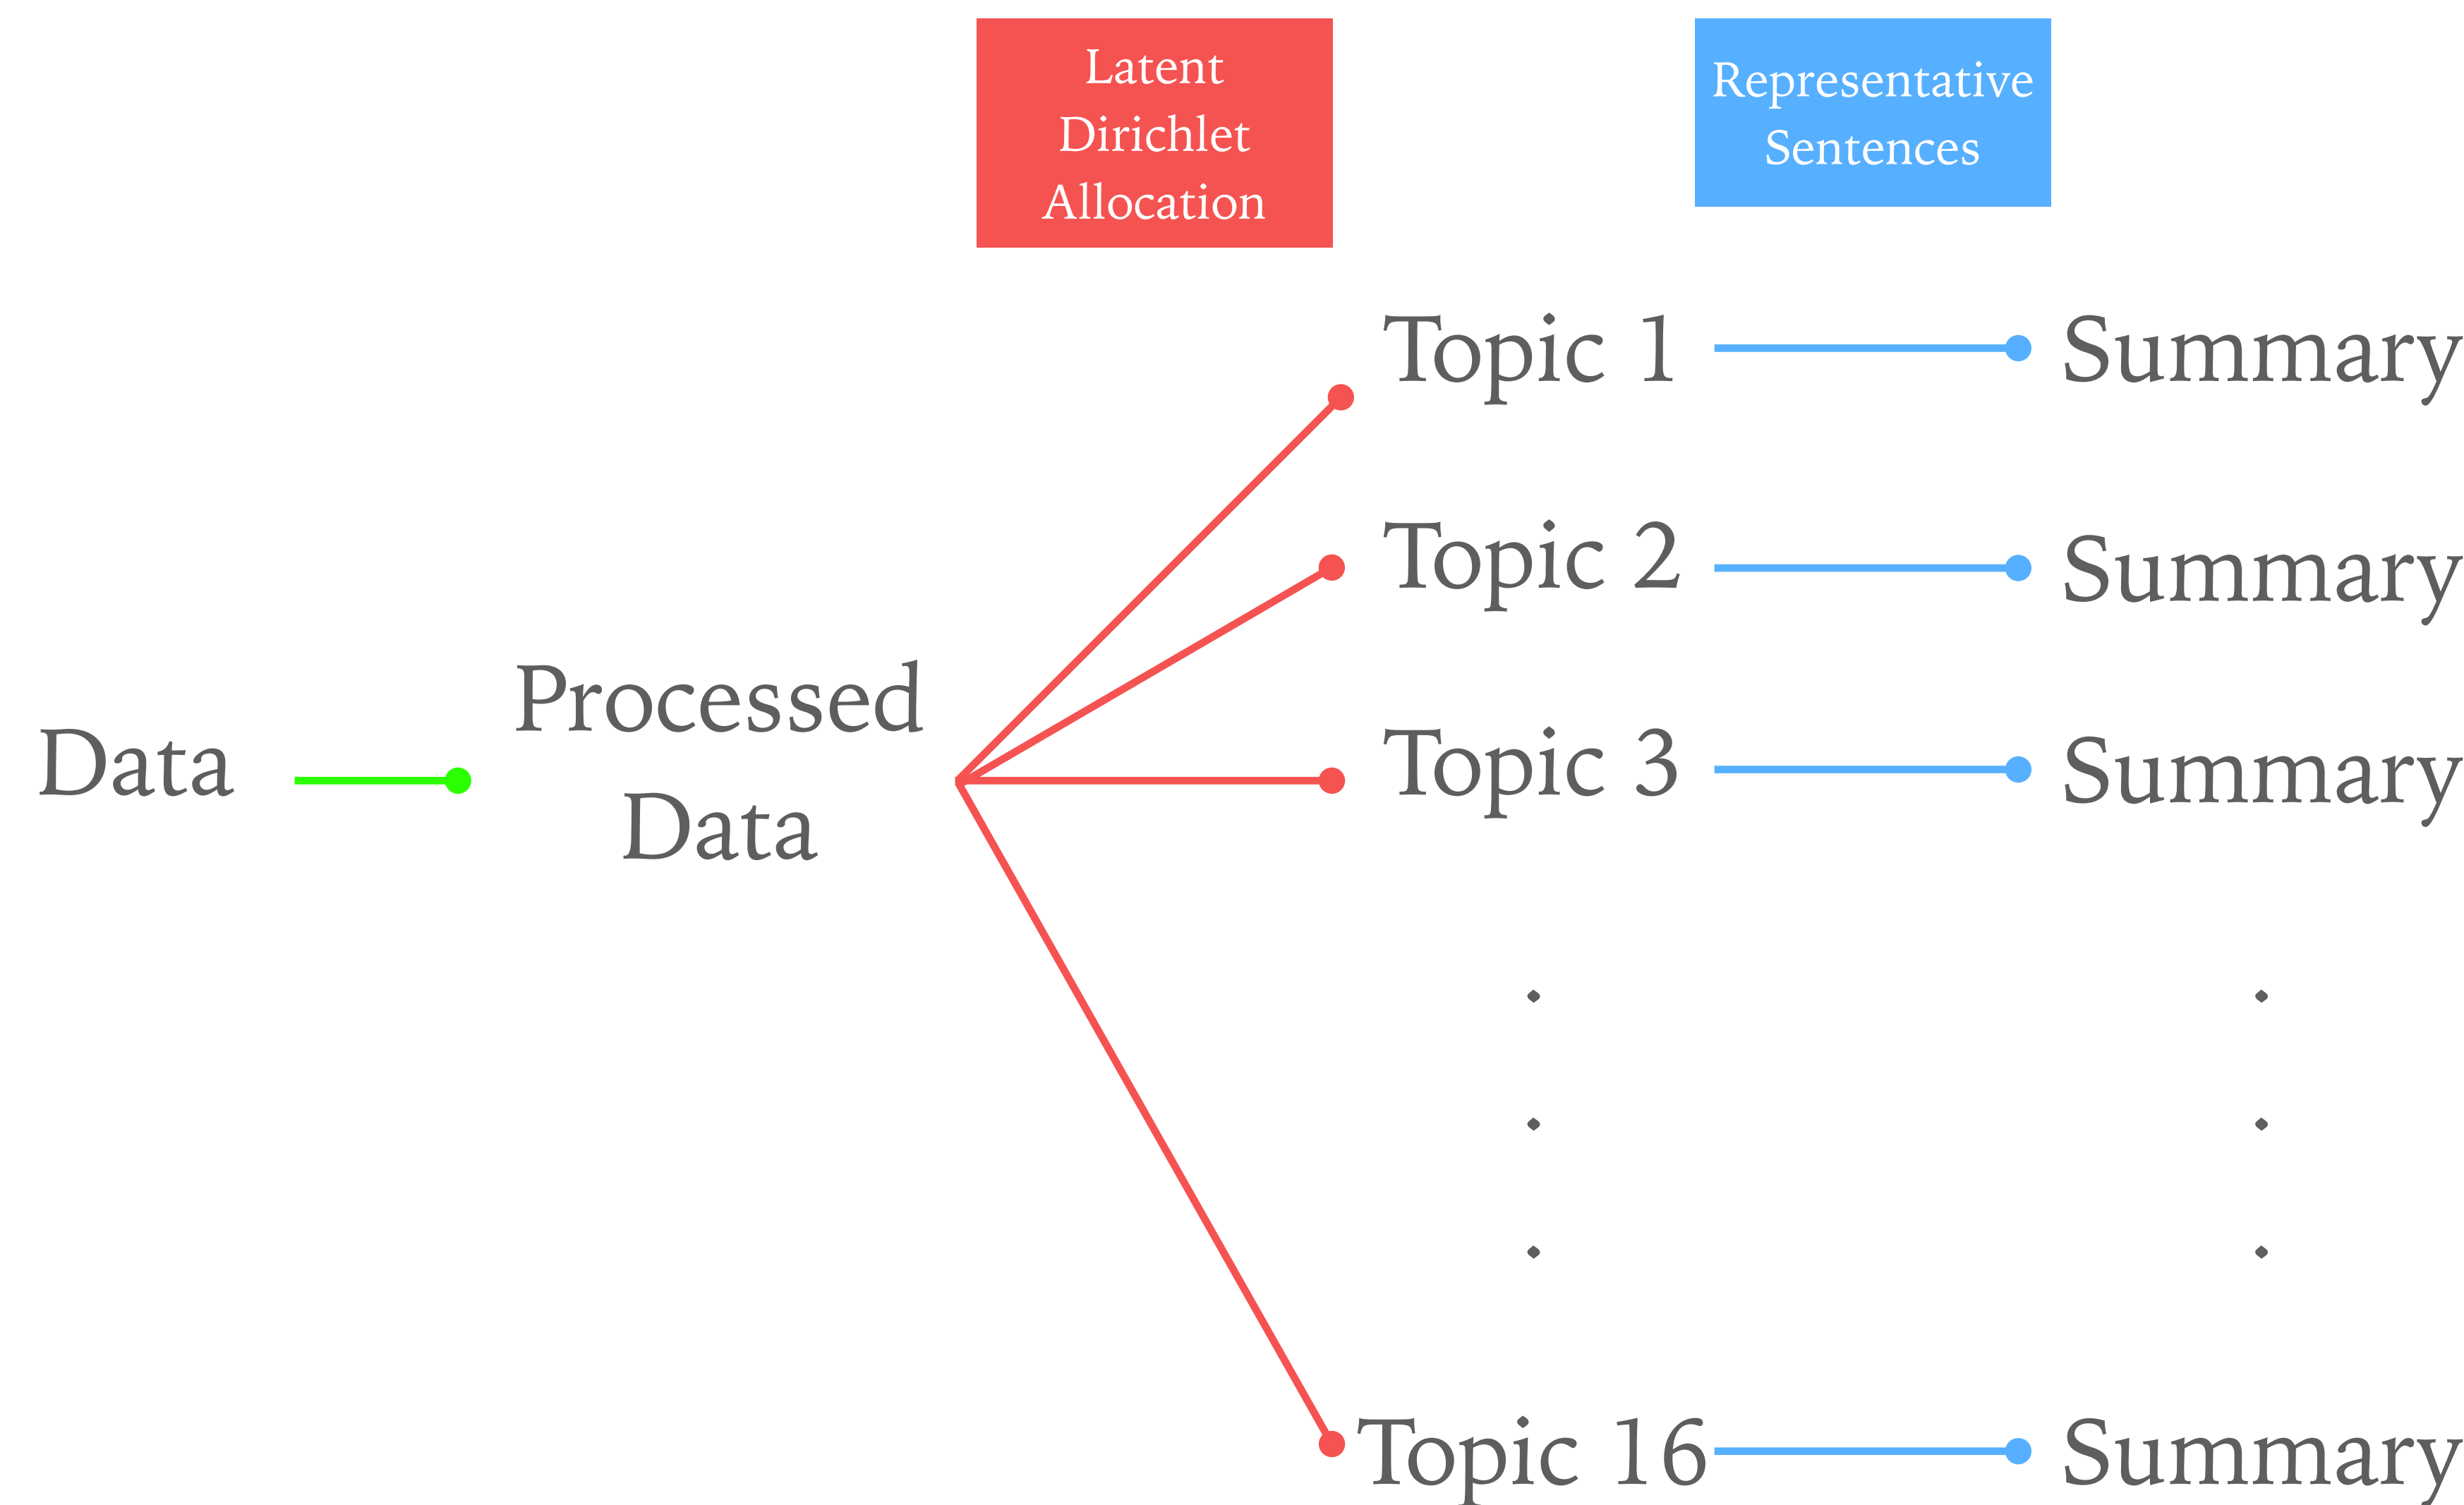 Latent
Dirichlet
Allocation
Representative
Sentences
Topic 1
Summary
Topic 2
Summary
Processed
Data
Data
Topic 3
Summary
.
.
.
.
.
.
Topic 16
Summary